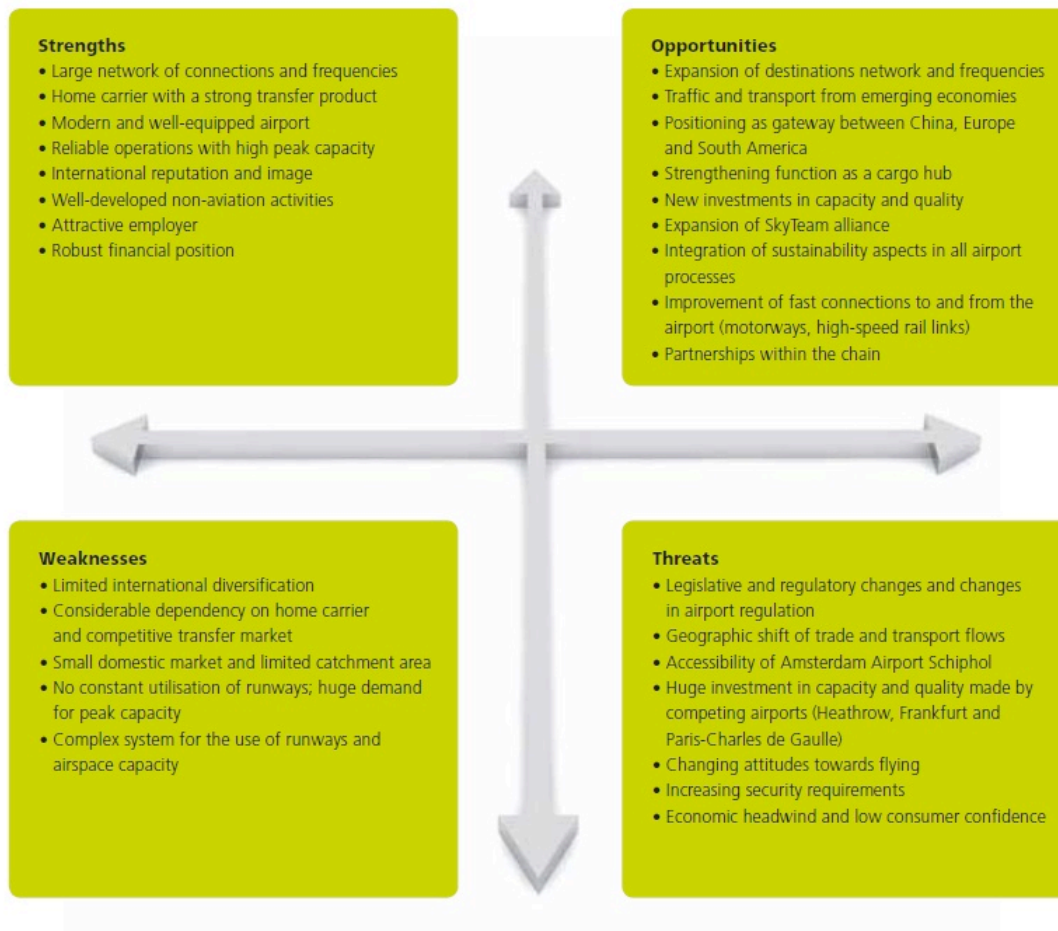 Strengths
• Large network of connections and frequencies
• Home carrier with a strong transfer product
• Modern and well-equipped airport
• Reliable operations with high peak capacity
• International reputation and image
• Well-developed non-aviation activities
• Attractive employer
• Robust financial position
Opportunities
• Expansion of destinations network and frequencies
• Traffic and transport from emerging economies
• Positioning as gateway between China, Europe
and South America
• Strengthening function as a cargo hub
• New investments in capacity and quality
• Expansion of SkyTeam alliance
• Integration of sustainability aspects in all airport
processes
• Improvement of fast connections to and from the
airport (motorways, high-speed rail links)
• Partnerships within the chain
Weaknesses
• Limited international diversification
• Considerable dependency on home carrier
and competitive transfer market
• Small domestic market and limited catchment area
• No constant utilisation of runways; huge demand
for peak capacity
• Complex system for the use of runways and
airspace capacity
Threats
• Legislative and regulatory changes and changes
in airport regulation
• Geographic shift of trade and transport flows
• Accessibility of Amsterdam Airport Schiphol
• Huge investment in capacity and quality made by
competing airports (Heathrow, Frankfurt and
Paris-Charles de Gaulle)
• Changing attitudes towards flying
• Increasing security requirements
• Economic headwind and low consumer confidence